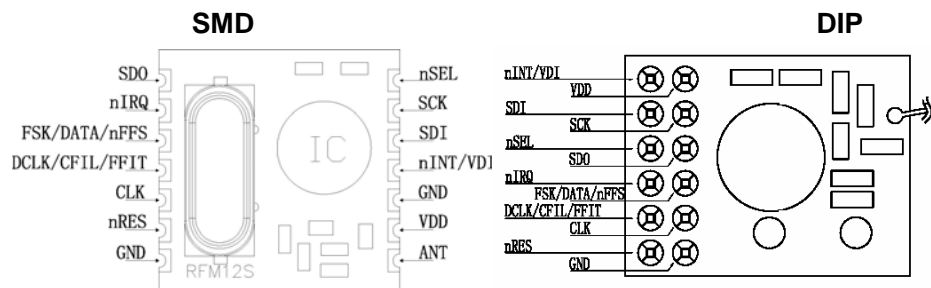 SMD
SDO
nIRQ
FSK/DATA/nFFS
DCLK/CFIL/FFIT
CLK
nRES
GND
IC
RFM12S
nSEL
SCK
SDI
nINT/VDI
GND
VDD
ANT
DIP
nINT/VDI
VDD
SDI
SCK
nSEL
SDO
nIRQ
FSK/DATA/nFFS
DCLK/CFIL/FFIT
CLK
nRES
GND